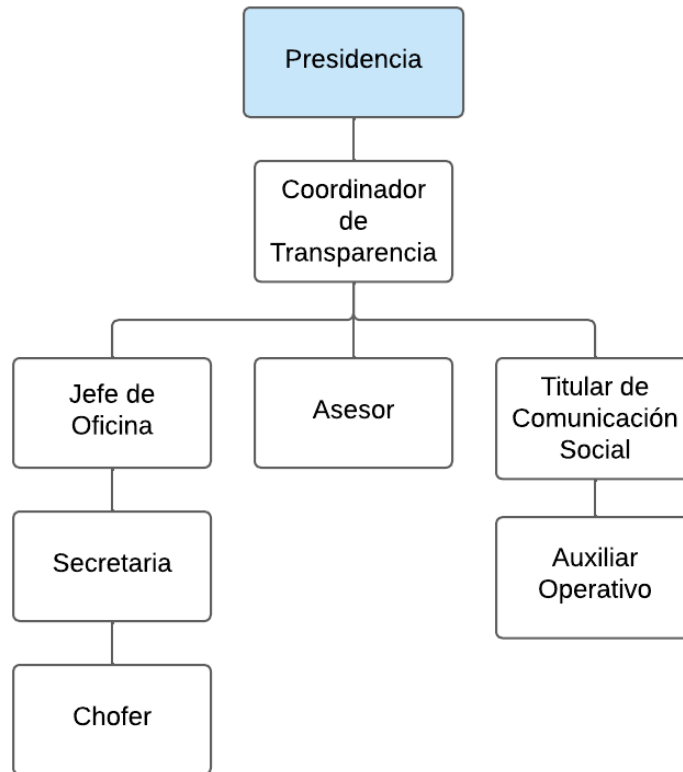 Presidencia
Coordinador
de
Transparencia
Jefe de
Oficina
Asesor
Titular de
Comunicación
Social
Secretaria
Auxiliar
Operativo
Chofer